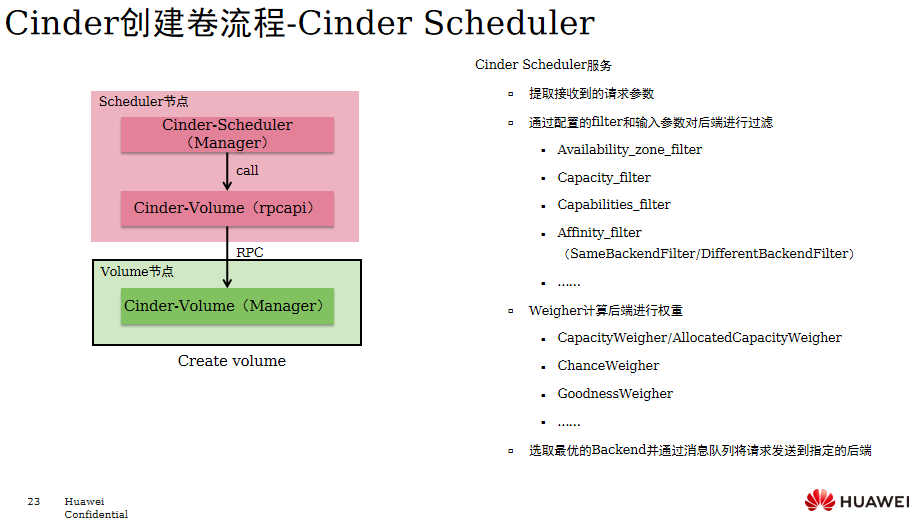 Cinder创建卷流程-Cinder Scheduler
Scheduler节点
Cinder-Scheduler
（Manager）
call
Cinder-Volume（rpcapi）
RPC
Volume节点
Cinder-Volume（Manager）
Create volume
Cinder Scheduler服务
提取接收到的请求参数
通过配置的filter和输入参数对后端进行过滤
Availability_zone_filter
Capacity_filter
Capabilities_filter
Affinity_filter
（SameBackendFilter/DifferentBackendFilter）
……
Weigher计算后端进行权重
CapacityWeigher/AllocatedCapacityWeigher
ChanceWeigher
GoodnessWeigher
……
选取最优的Backend并通过消息队列将请求发送到指定的后端
23
Huawei
Confidential
HUAWEI